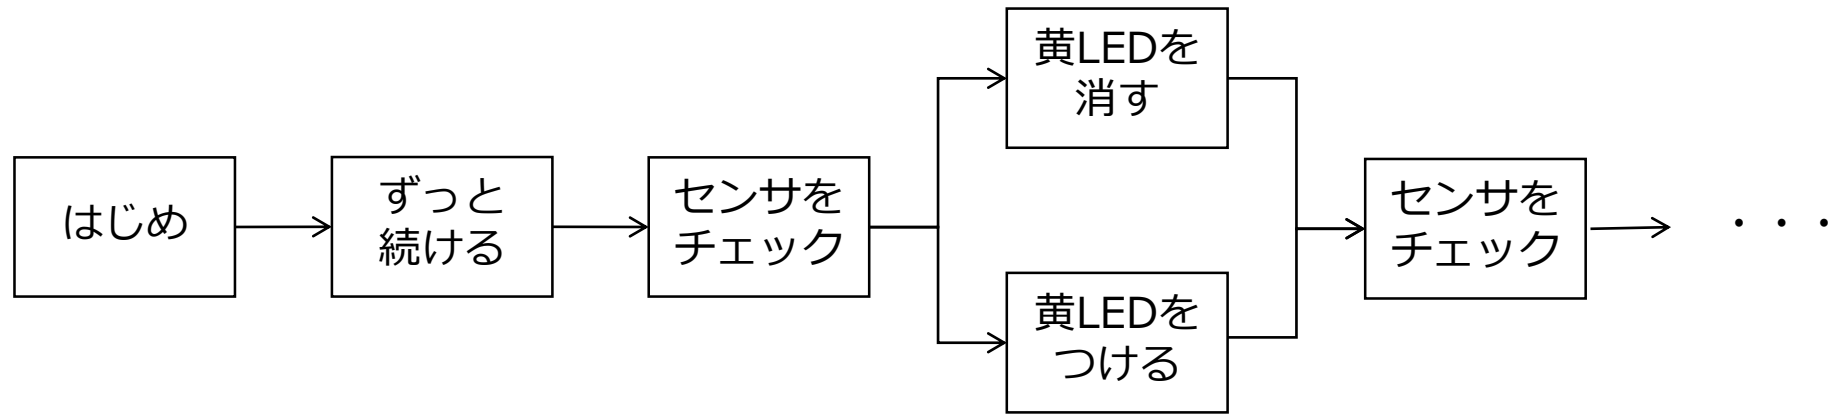 はじめ
ずっと
続ける
センサを
チェック
黄LEDを
消す
黄LEDを
つける
センサを
チェック
・・・